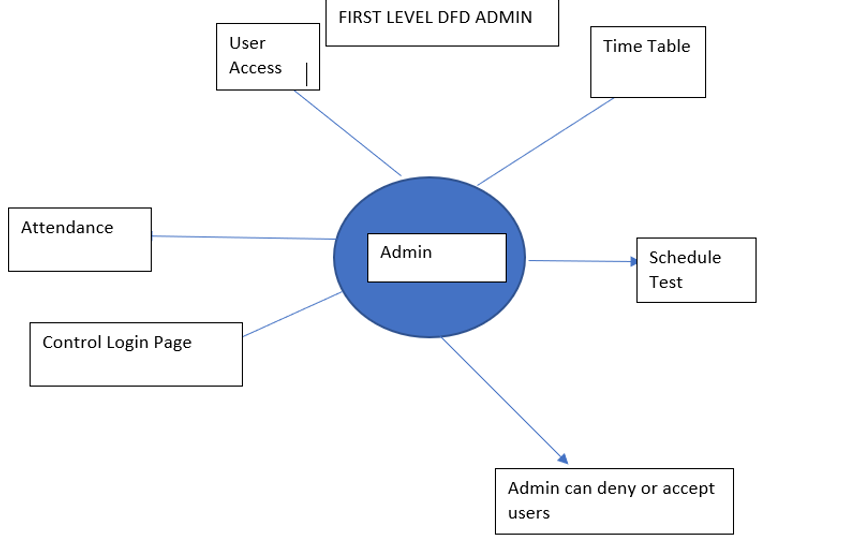 FIRST LEVEL DFD ADMIN
User
Access
Time Table
Attendance
Admin
Schedule
Test
Control Login Page
Admin can deny or accept
users